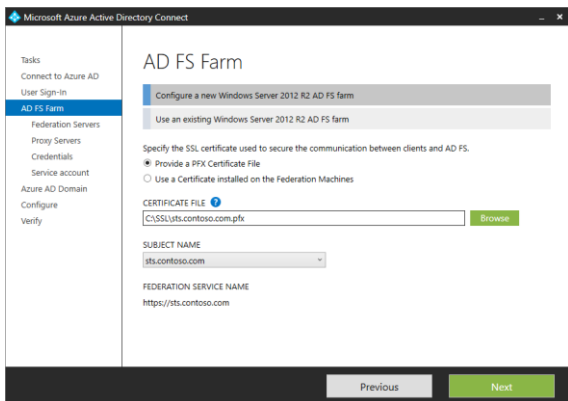 Microsoft Azure Active Directory Connect
Tasks
Connect to Azure AD
User Sign-In
AD FS Farm
Federation Servers
Proxy Servers
Credentials
Service account
Azure AD Domain
Configure
Verify
AD FS Farm
Configure a new Windows Server 2012 R2 AD FS farm
Use an existing Windows Server 2012 R2 AD FS farm
Specify the SSL certificate used to secure the communication between clients and AD FS.
Provide a PFX Certificate File
Use a Certificate installed on the Federation Machines
CERTIFICATE FILE ?
C:\SSL\sts.contoso.com.pfx
Browse
SUBJECT NAME
sts.contoso.com
FEDERATION SERVICE NAME
https://sts.contoso.com
Previous
Next